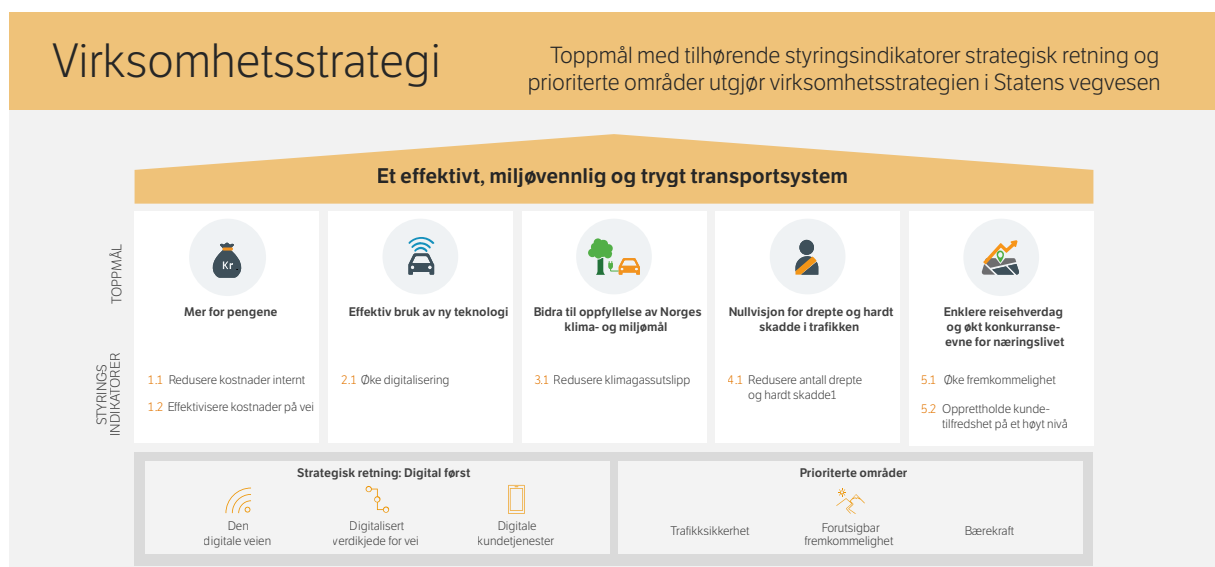 Virksomhetsstrategi
Toppmål med tilhørende styringsindikatorer strategisk retning og
prioriterte områder utgjør virksomhetsstrategien i Statens vegvesen
Et effektivt, miljøvennlig og trygt transportsystem
TOPPMÅL
Kr
Mer for pengene
Effektiv bruk av ny teknologi
Bidra til oppfyllelse av Norges
klima- og miljømål
Nullvisjon for drepte og hardt
skadde i trafikken
Enklere reisehverdag
og økt konkurranse-
evne for næringslivet
STYRINGS
INDIKATORER
1.1 Redusere kostnader internt
1.2 Effektivisere kostnader på vei
2.1 Øke digitalisering
3.1 Redusere klimagassutslipp
4.1 Redusere antall drepte
og hardt skadde1
5.1 Øke fremkommelighet
5.2 Opprettholde kunde-
tilfredshet på et høyt nivå
Strategisk retning: Digital først
Den
digitale veien
Digitalisert
verdikjede for vei
Digitale
kundetjenester
Prioriterte områder
Trafikksikkerhet
Forutsigbar
fremkommelighet
Bærekraft